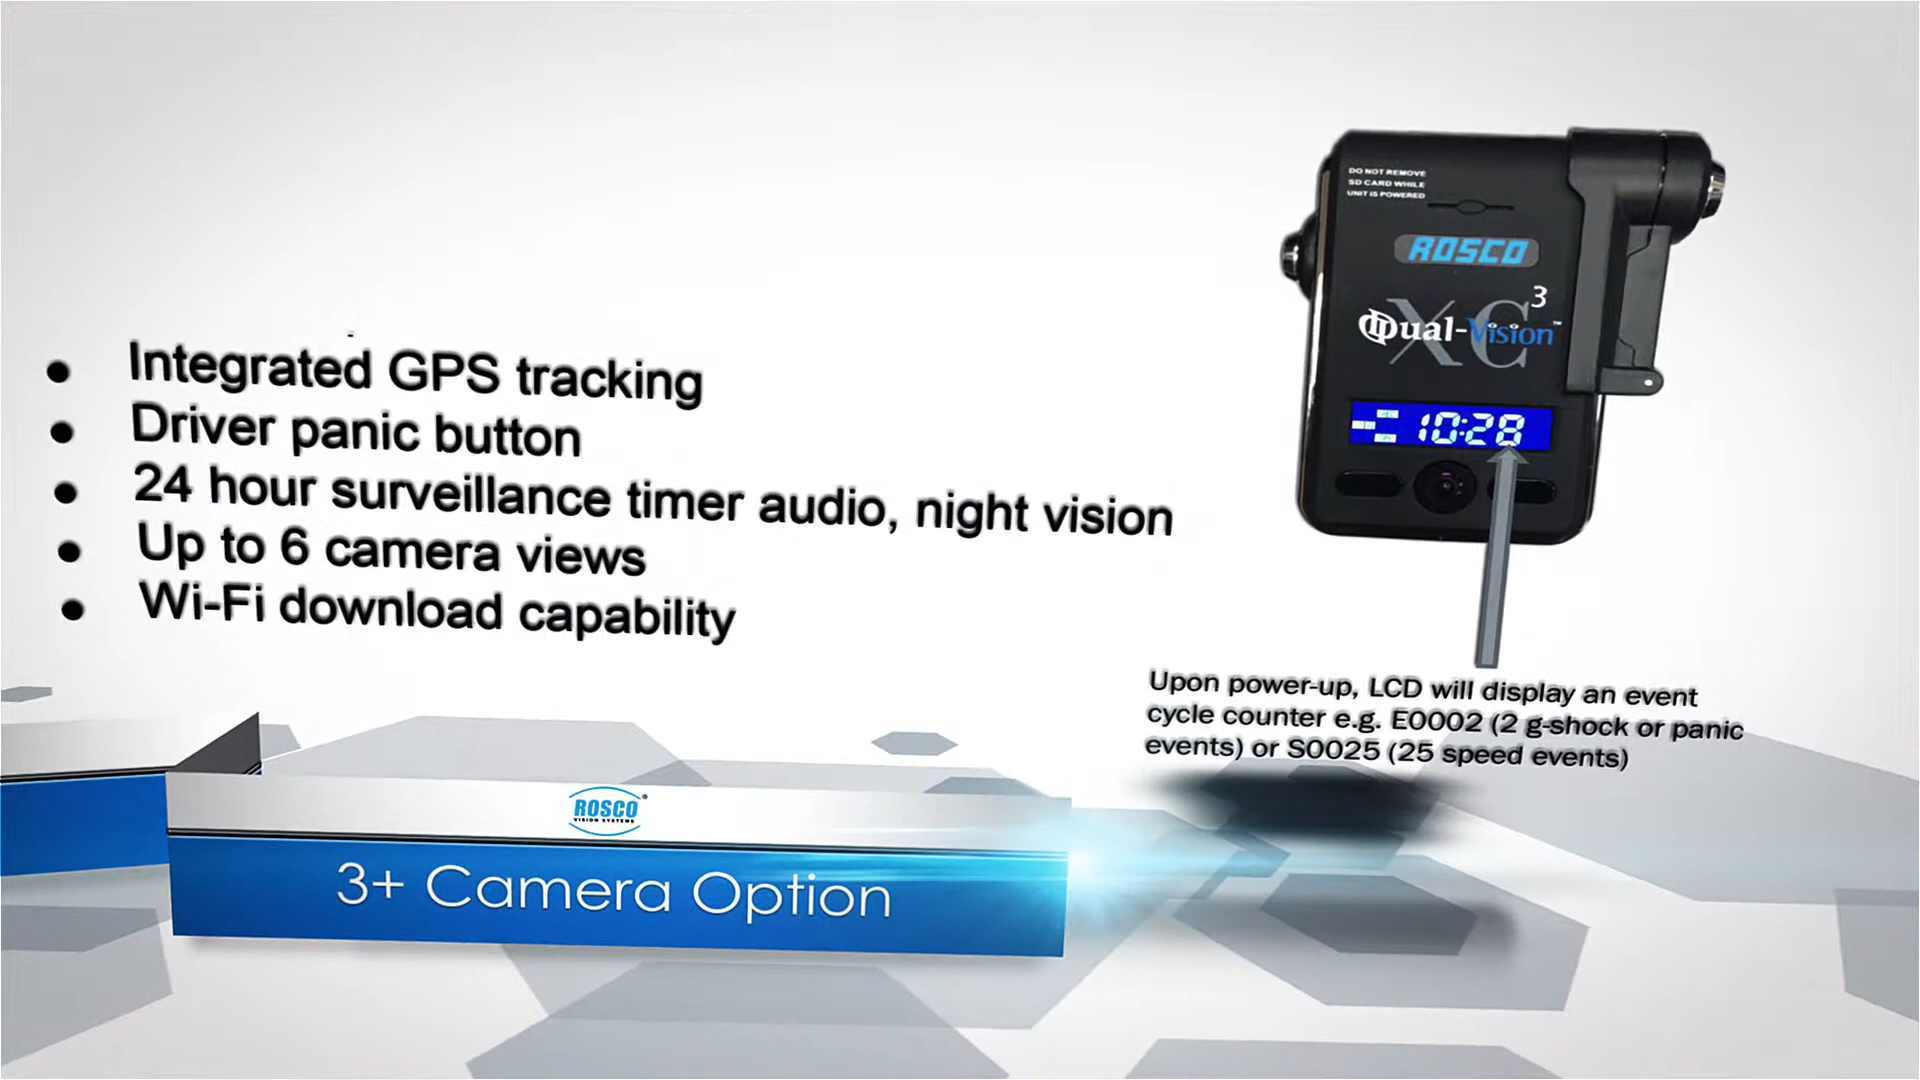 • Integrated GPS tracking
• Driver panic button
• 24 hour surveillance timer audio, night vision
• Up to 6 camera views
• Wi-Fi download capability
DO NOT REMOVE
SD CARD WHILE
UNIT IS POWERED
ROSCO
XC3
Dual-Vision™
10:28
Upon power-up, LCD will display an event
cycle counter e.g. E0002 (2 g-shock or panic
events) or S0025 (25 speed events)
ROSCO®
VISION SYSTEMS
3+ Camera Option